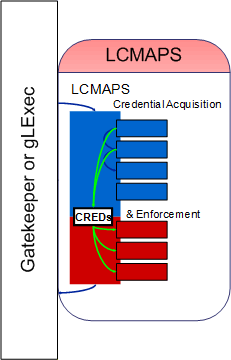 LCMAPS
LCMAPS
Credential Acquisition
CREDs
& Enforcement
Gatekeeper or gLExec